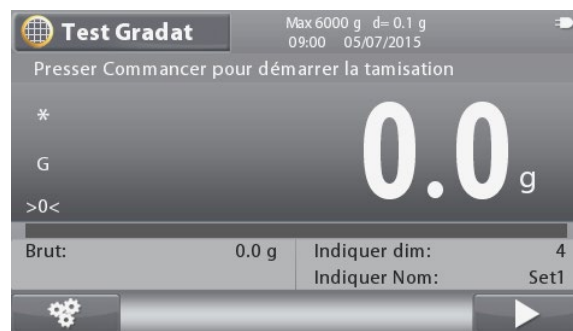 Test Gradat
Max 6000 g d= 0.1 g
09:00 05/07/2015
Presser Commancer pour démarrer la tamisation
*
G
>0<
0.0 g
Brut: 0.0 g
Indiquer dim: 4
Indiquer Nom: Set1